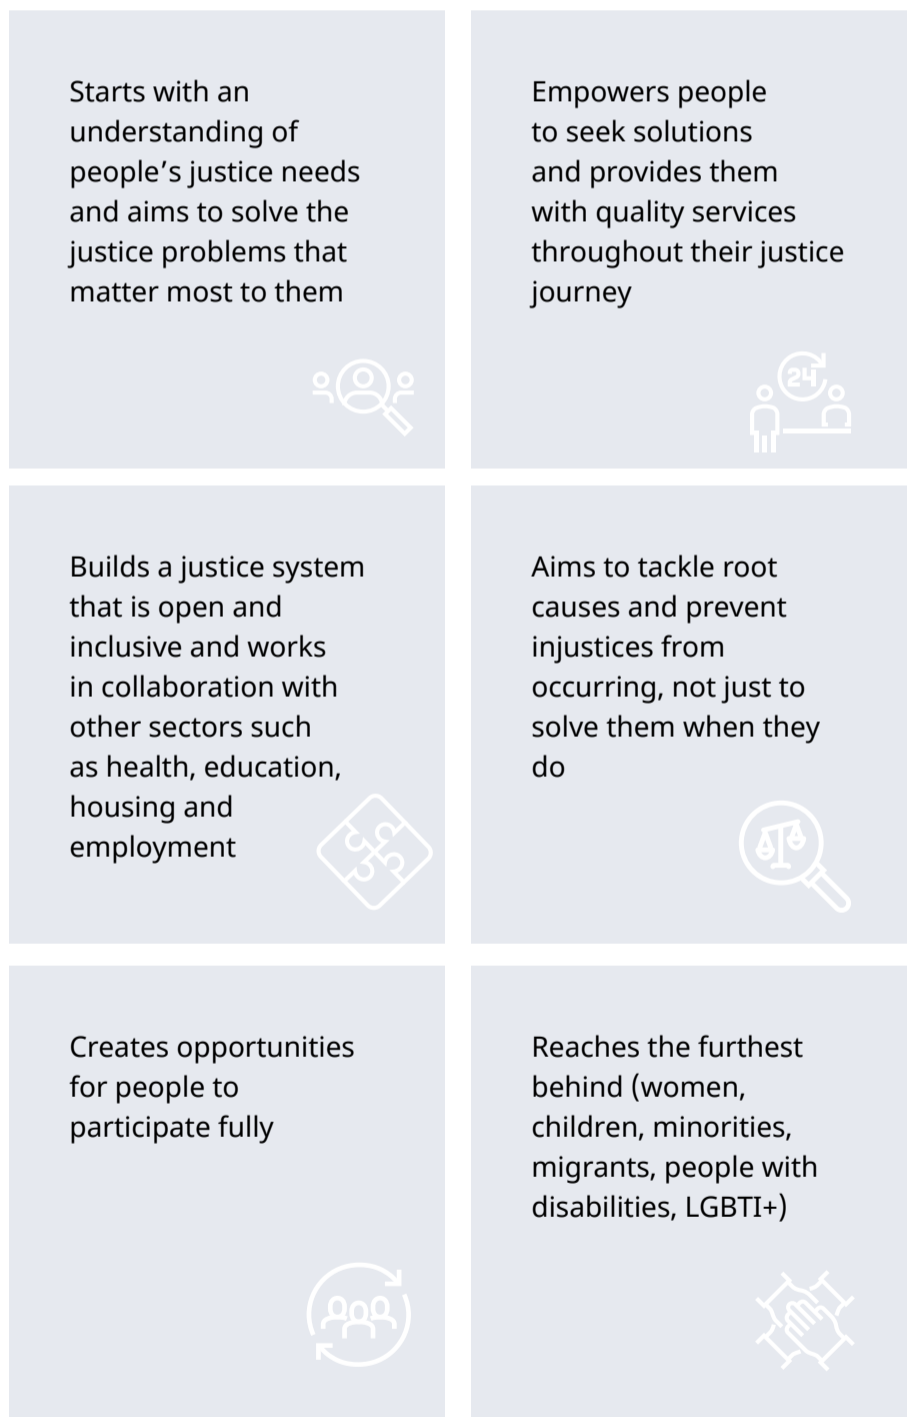 Starts with an
understanding of
people’s justice needs
and aims to solve the
justice problems that
matter most to them
Empowers people
to seek solutions
and provides them
with quality services
throughout their justice
journey
24
Builds a justice system
that is open and
inclusive and works
in collaboration with
other sectors such
as health, education,
housing and
employment
Aims to tackle root
causes and prevent
injustices from
occurring, not just to
solve them when they
do
Creates opportunities
for people to
participate fully
Reaches the furthest
behind (women,
children, minorities,
migrants, people with
disabilities, LGBTI+)